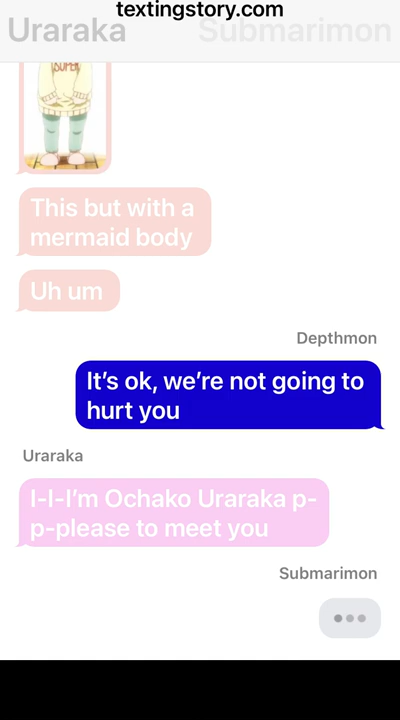 textingstory.com
Uraraka Submarimon
SUPER
This but with a
mermaid body
Uh um
Depthmon
It’s ok, we’re not going to
hurt you
Uraraka
I-I-I’m Ochako Uraraka p-
p-please to meet you
Submarimon